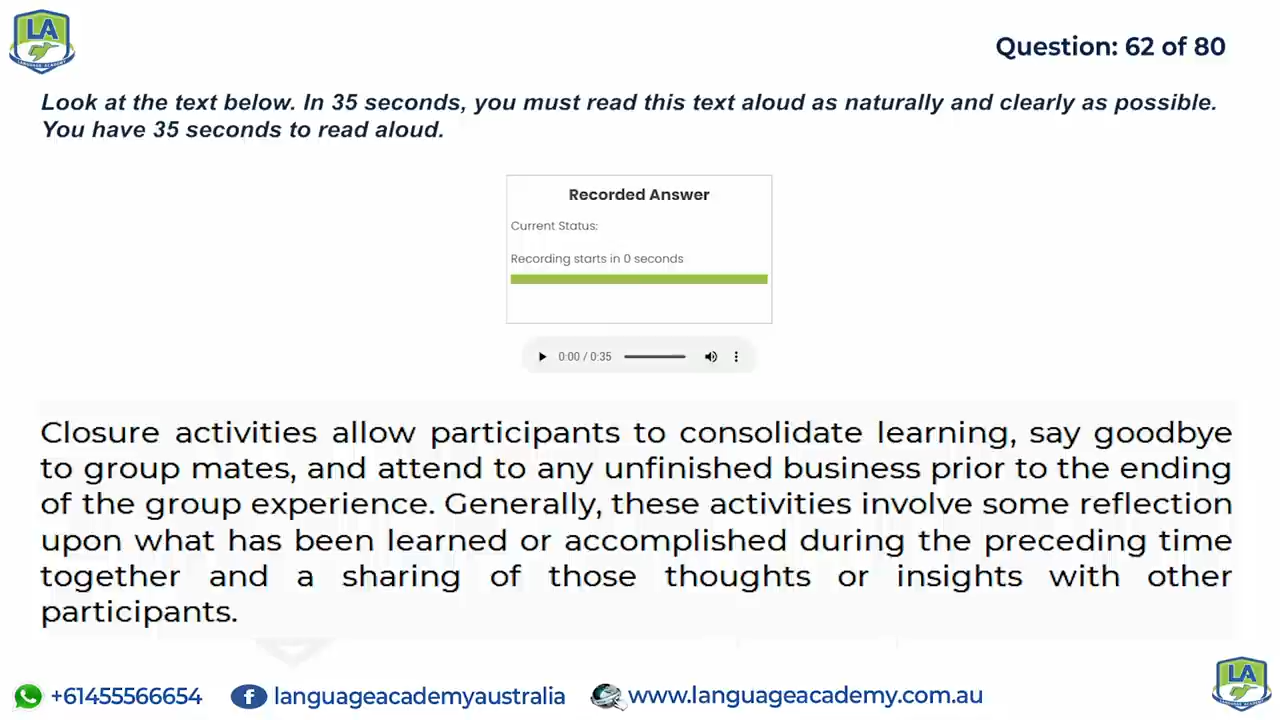 LA
LANGUAGE ACADEMY
Question: 62 of 80
Look at the text below. In 35 seconds, you must read this text aloud as naturally and clearly as possible.
You have 35 seconds to read aloud.
Recorded Answer
Current Status:
Recording starts in 0 seconds
0:00 / 0:35
Closure activities allow participants to consolidate learning, say goodbye
to group mates, and attend to any unfinished business prior to the ending
of the group experience. Generally, these activities involve some reflection
upon what has been learned or accomplished during the preceding time
together and a sharing of those thoughts or insights with other
participants.
+61455566654 languageacademyaustralia www.languageacademy.com.au
LA